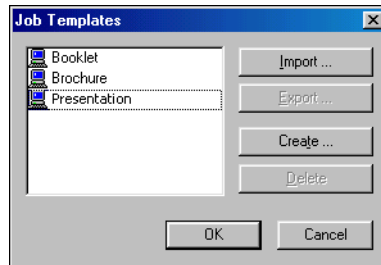 Job Templates
Booklet
Brochure
Presentation
Import ...
Export ...
Create ...
Delete
OK
Cancel